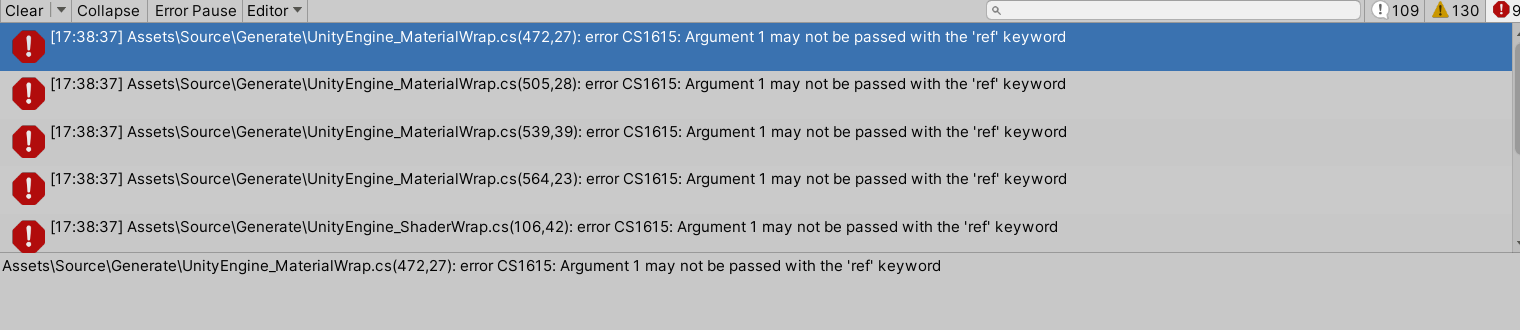 Clear Collapse Error Pause Editor 109 130 9
[17:38:37] Assets\Source\Generate\UnityEngine_MaterialWrap.cs(472,27): error CS1615: Argument 1 may not be passed with the 'ref' keyword
[17:38:37] Assets\Source\Generate\UnityEngine_MaterialWrap.cs(505,28): error CS1615: Argument 1 may not be passed with the 'ref' keyword
[17:38:37] Assets\Source\Generate\UnityEngine_MaterialWrap.cs(539,39): error CS1615: Argument 1 may not be passed with the 'ref' keyword
[17:38:37] Assets\Source\Generate\UnityEngine_MaterialWrap.cs(564,23): error CS1615: Argument 1 may not be passed with the 'ref' keyword
[17:38:37] Assets\Source\Generate\UnityEngine_ShaderWrap.cs(106,42): error CS1615: Argument 1 may not be passed with the 'ref' keyword
Assets\Source\Generate\UnityEngine_MaterialWrap.cs(472,27): error CS1615: Argument 1 may not be passed with the 'ref' keyword